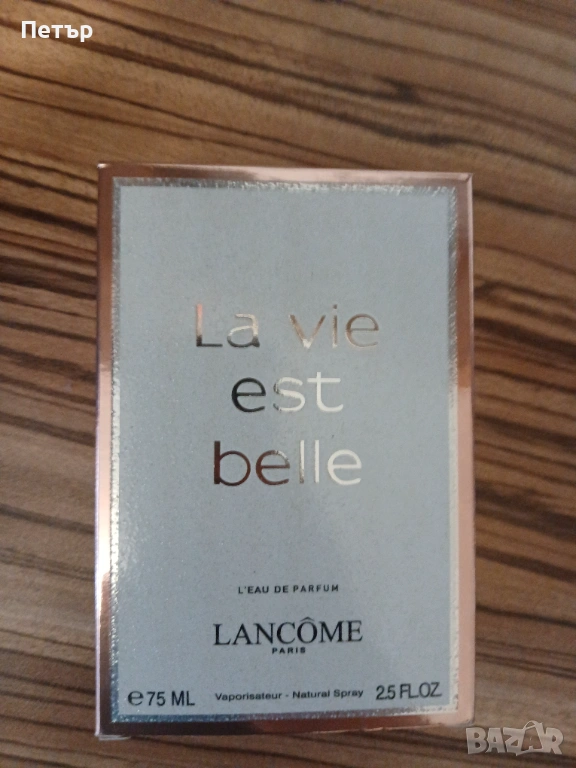 Петър
La vie
est
belle
L'EAU DE PARFUM
LANCÔME
PARIS
e 75 ML Vaporisateur - Natural Spray 2.5 FL.OZ.
BAZAR